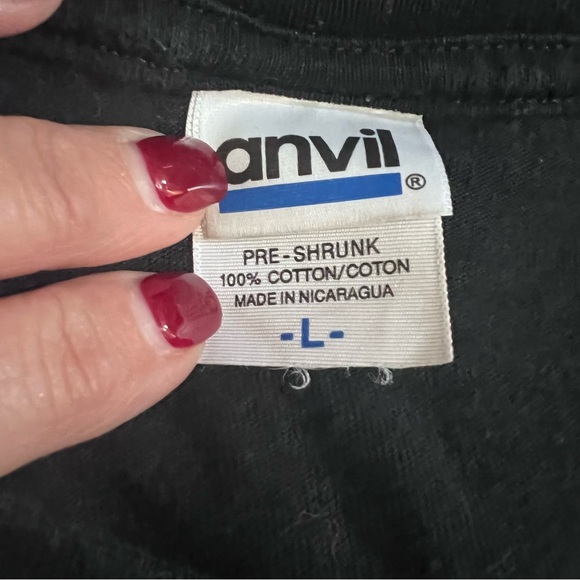 anvil
®
PRE-SHRUNK
100% COTTON/COTON
MADE IN NICARAGUA
-L-